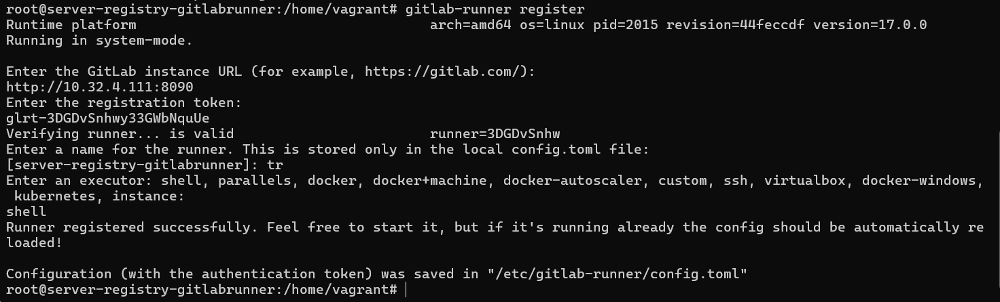 root@server-registry-gitlabrunner:/home/vagrant# gitlab-runner register
Runtime platform                                    arch=amd64 os=linux pid=2015 revision=44feccdf version=17.0.0
Running in system-mode.

Enter the GitLab instance URL (for example, https://gitlab.com/):
http://10.32.4.111:8090
Enter the registration token:
glrt-3DGDvSnhwy33GWbNquUe
Verifying runner... is valid                        runner=3DGDvSnhw
Enter a name for the runner. This is stored only in the local config.toml file:
[server-registry-gitlabrunner]: tr
Enter an executor: shell, parallels, docker, docker+machine, docker-autoscaler, custom, ssh, virtualbox, docker-windows,
 kubernetes, instance:
shell
Runner registered successfully. Feel free to start it, but if it's running already the config should be automatically re
loaded!

Configuration (with the authentication token) was saved in "/etc/gitlab-runner/config.toml"
root@server-registry-gitlabrunner:/home/vagrant#